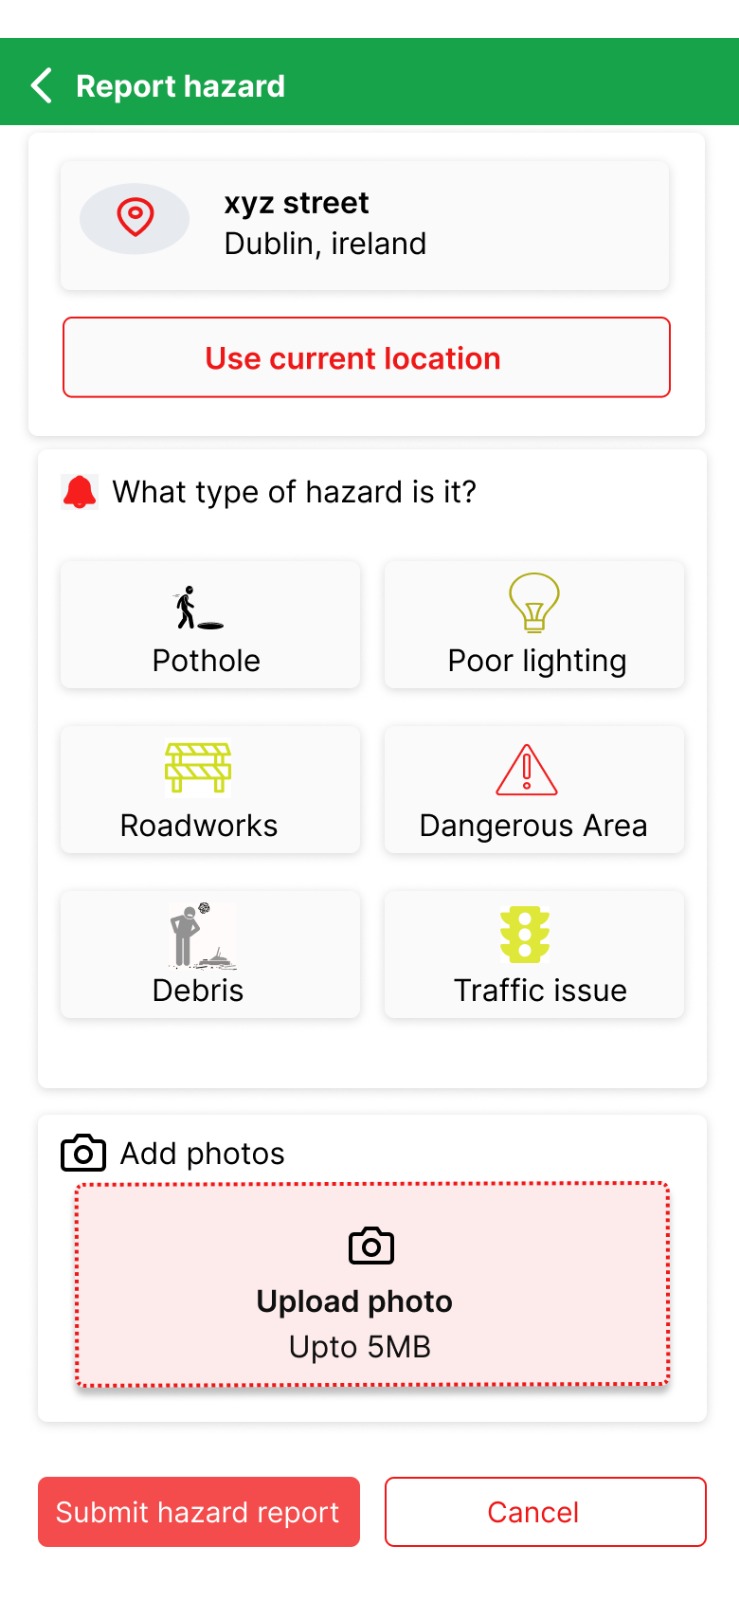 Report hazard
xyz street
Dublin, ireland
Use current location
What type of hazard is it?
Pothole
Poor lighting
Roadworks
Dangerous Area
Debris
Traffic issue
Add photos
Upload photo
Upto 5MB
Submit hazard report
Cancel